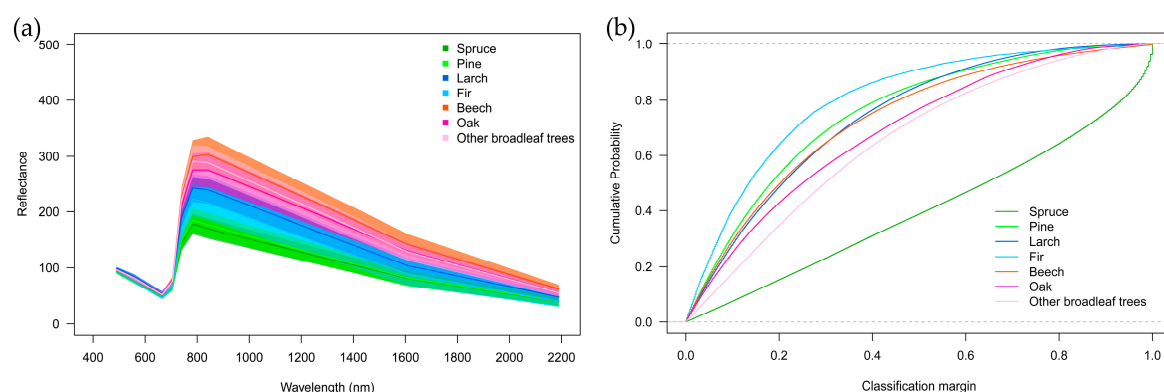 (a)
500
400
300
200
100
0
Reflectance
400 600 800 1000 1200 1400 1600 1800 2000 2200
Wavelength (nm)
Spruce
Pine
Larch
Fir
Beech
Oak
Other broadleaf trees
(b)
1.0
0.8
0.6
0.4
0.2
0.0
Cumulative Probability
0.0 0.2 0.4 0.6 0.8 1.0
Classification margin
Spruce
Pine
Larch
Fir
Beech
Oak
Other broadleaf trees